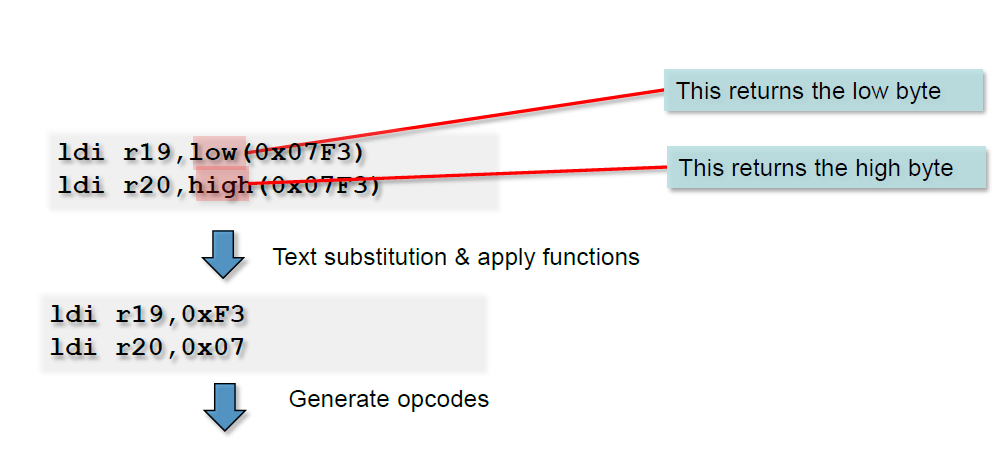 This returns the low byte
ldi r19,low(0x07F3)
This returns the high byte
ldi r20,high(0x07F3)
Text substitution & apply functions
ldi r19,0xF3
ldi r20,0x07
Generate opcodes